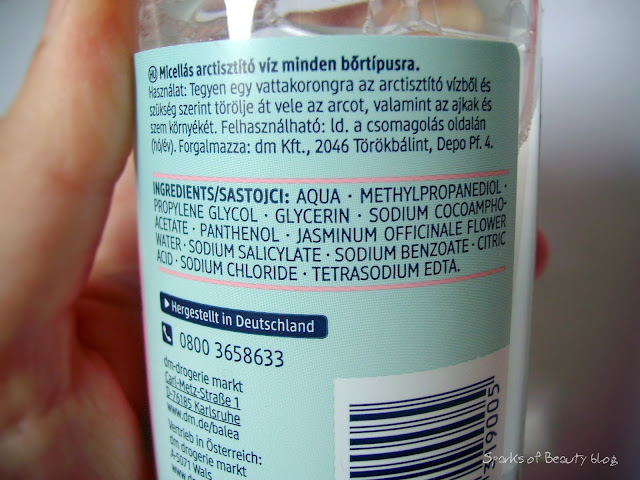 HU Micellás arctisztító víz minden bőrtípusra.
Használat: Tegyen egy vattakorongra az arctisztító vízből és
szükség szerint törölje át vele az arcot, valamint az ajkak és
szem környékét. Felhasználható: ld. a csomagolás oldalán
(hó/év). Forgalmazza: dm Kft., 2046 Törökbálint, Depo Pf. 4.
INGREDIENTS/SASTOJCI: AQUA · METHYLPROPANEDIOL ·
PROPYLENE GLYCOL · GLYCERIN · SODIUM COCOAMPHO-
ACETATE · PANTHENOL · JASMINUM OFFICINALE FLOWER
WATER · SODIUM SALICYLATE · SODIUM BENZOATE · CITRIC
ACID · SODIUM CHLORIDE · TETRASODIUM EDTA.
Hergestellt in Deutschland
0800 3658633
dm-drogerie markt
Carl-Metz-Straße 1
D-76185 Karlsruhe
www.dm.de/balea
Vertrieb in Österreich:
dm drogerie markt
A-5071 Wals
19005
Sparks of Beauty blog